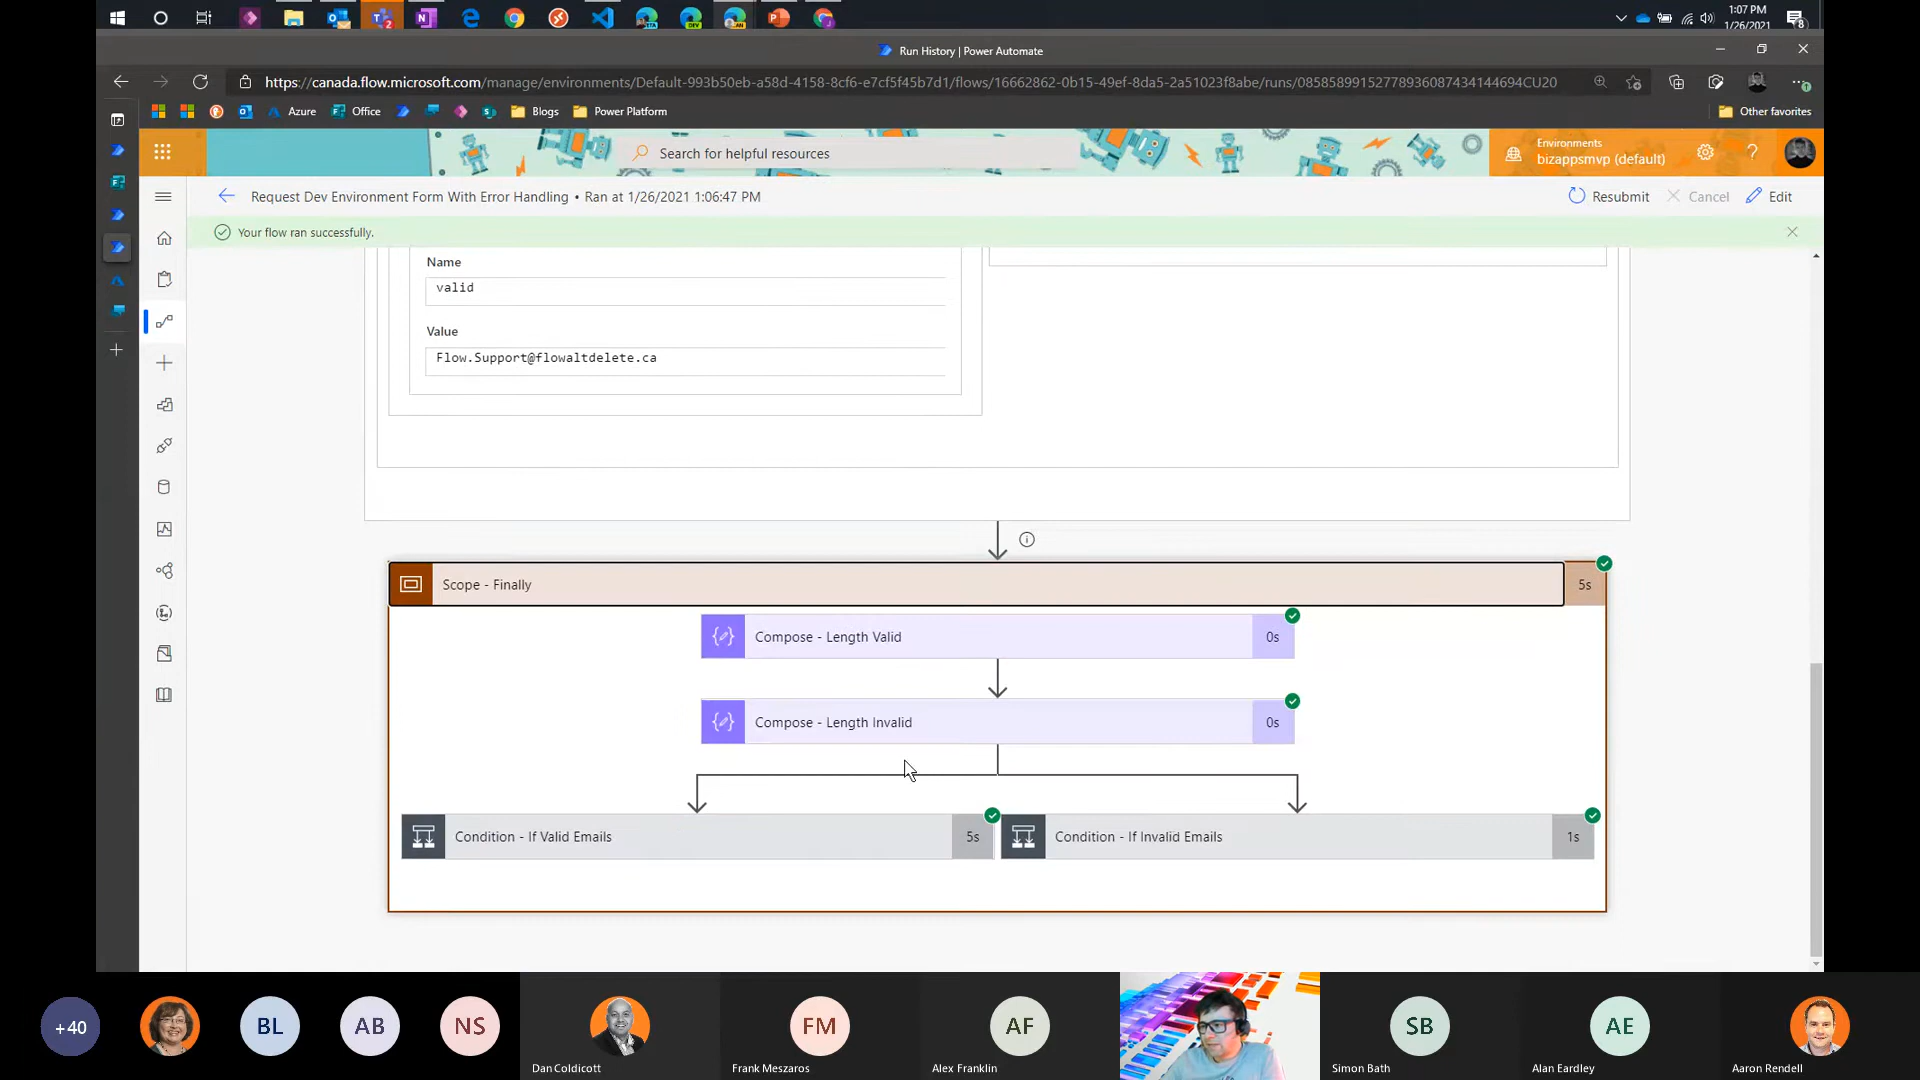 1:07 PM
1/26/2021
8
2
Run History | Power Automate
https://canada.flow.microsoft.com/manage/environments/Default-993b50eb-a58d-4158-8cf6-e7cf5f45b7d1/flows/16662862-0b15-49ef-8da5-2a51023f8abe/runs/08585899152778936087434144694CU20
Azure
Office
Blogs
Power Platform
Other favorites
Search for helpful resources
Environments
bizappsmvp (default)
Request Dev Environment Form With Error Handling • Ran at 1/26/2021 1:06:47 PM
Resubmit
Cancel
Edit
Your flow ran successfully.
Name
valid
Value
Flow.Support@flowaltdelete.ca
Scope - Finally
5s
Compose - Length Valid
0s
Compose - Length Invalid
0s
Condition - If Valid Emails
5s
Condition - If Invalid Emails
1s
+40
BL
AB
NS
FM
AF
SB
AE
Dan Coldicott
Frank Meszaros
Alex Franklin
Simon Bath
Alan Eardley
Aaron Rendell